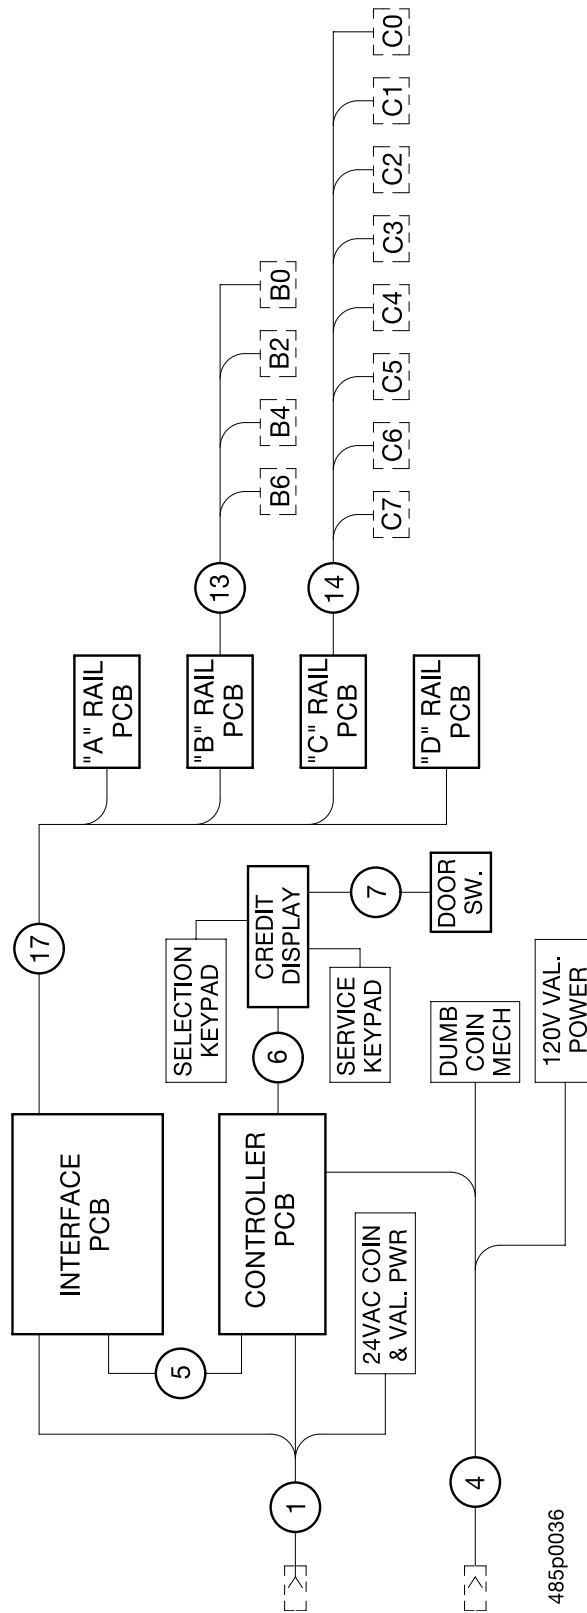 INTERFACE
PCB
17
"A" RAIL
PCB
"B" RAIL
PCB
13
B6
B4
B2
B0
"C" RAIL
PCB
14
C7
C6
C5
C4
C3
C2
C1
C0
"D" RAIL
PCB
5
CONTROLLER
PCB
6
SELECTION
KEYPAD
CREDIT
DISPLAY
SERVICE
KEYPAD
7
DOOR
SW.
1
24VAC COIN
& VAL. PWR
4
DUMB
COIN
MECH
120V VAL.
POWER
485p0036